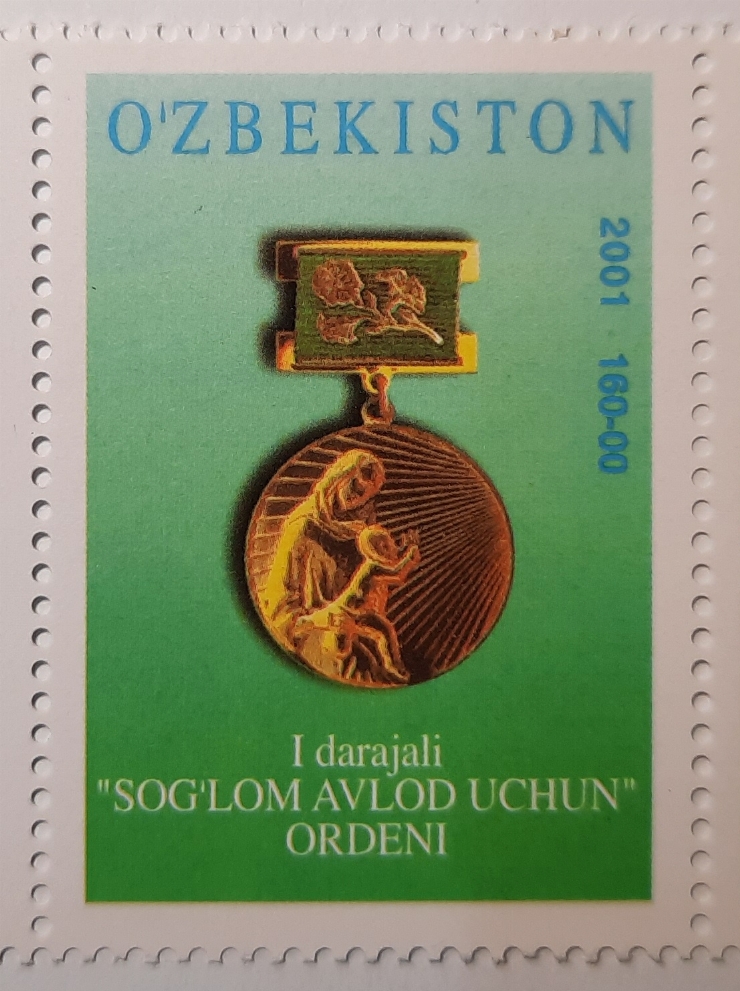 O'ZBEKISTON
2001 160-00
I darajali
"SOG'LOM AVLOD UCHUN"
ORDENI